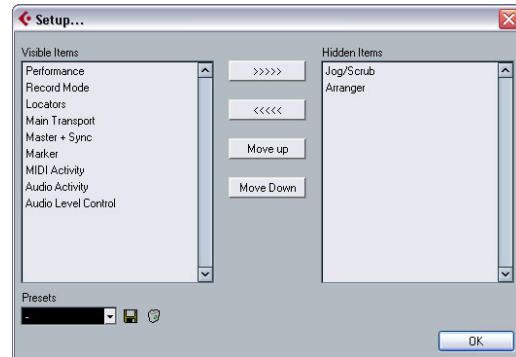 Setup...
Visible Items
Performance
Record Mode
Locators
Main Transport
Master + Sync
Marker
MIDI Activity
Audio Activity
Audio Level Control
>>>>>
<<<<<
Move up
Move Down
Hidden Items
Jog/Scrub
Arranger
Presets
-
OK